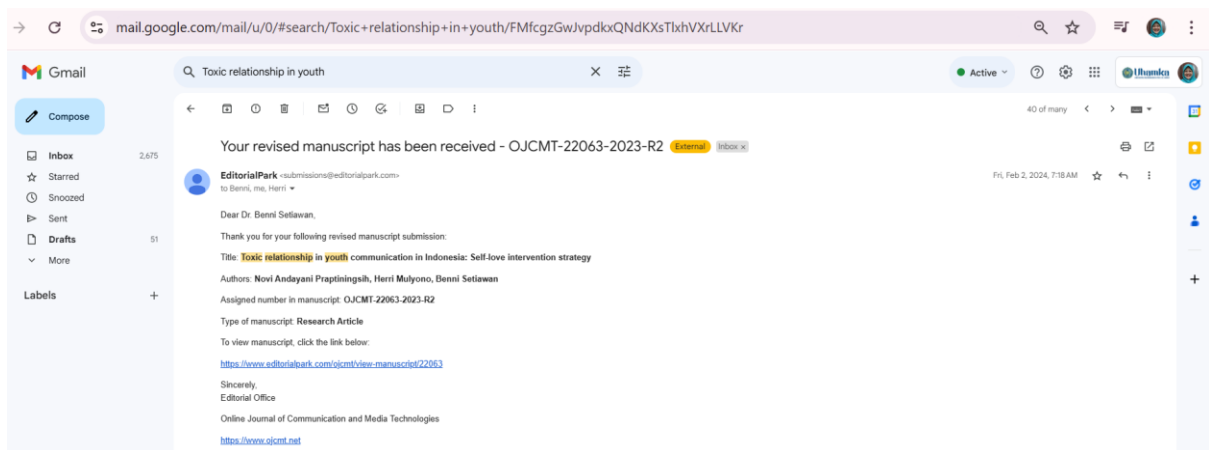 mail.google.com/mail/u/0/#search/Toxic+relationship+in+youth/FMfcgzGwJvpdkxQNdKXsTlxhVXrLLVKr
Gmail
Toxic relationship in youth
Active
Uhamka
Compose
40 of many
Your revised manuscript has been received - OJCMT-22063-2023-R2 External Inbox x
Inbox 2,675
EditorialPark <submissions@editorialpark.com>
Fri, Feb 2, 2024, 7:18 AM
to Benni, me, Herri
Starred
Snoozed
Sent
Drafts 51
More
Labels +
Dear Dr. Benni Setiawan,
Thank you for your following revised manuscript submission:
Title: Toxic relationship in youth communication in Indonesia: Self-love intervention strategy
Authors: Novi Andayani Praptiningsih, Herri Mulyono, Benni Setiawan
Assigned number in manuscript: OJCMT-22063-2023-R2
Type of manuscript: Research Article
To view manuscript, click the link below:
https://www.editorialpark.com/ojcmt/view-manuscript/22063
Sincerely,
Editorial Office
Online Journal of Communication and Media Technologies
https://www.ojcmt.net